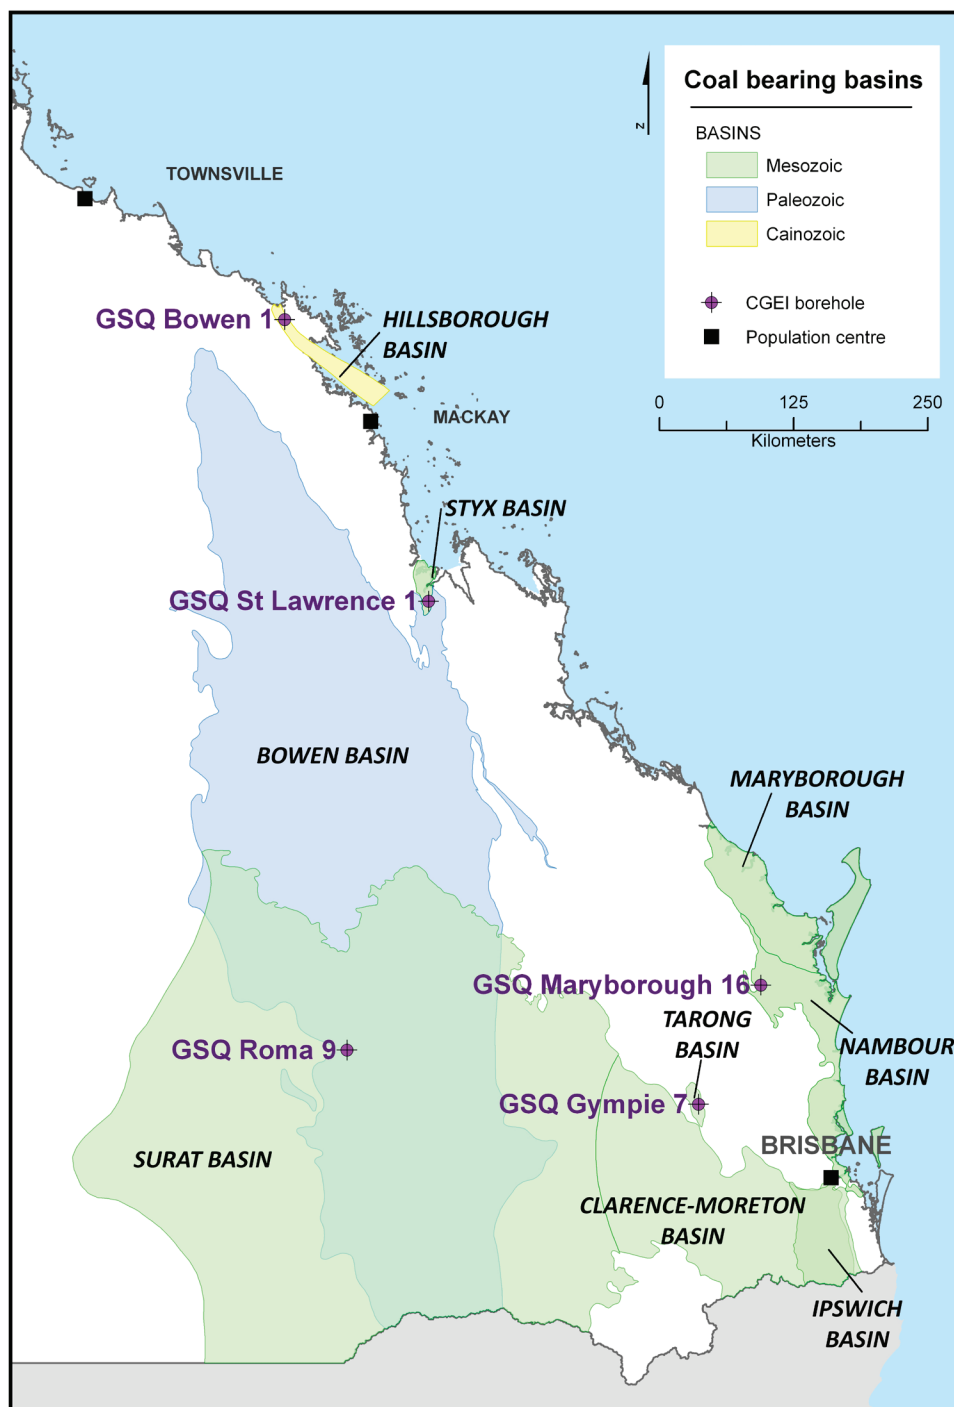 Coal bearing basins
BASINS
Mesozoic
Paleozoic
Cainozoic
CGEI borehole
Population centre
N
0 125 250
Kilometers
TOWNSVILLE
GSQ Bowen 1
HILLSBOROUGH
BASIN
MACKAY
STYX BASIN
GSQ St Lawrence 1
BOWEN BASIN
MARYBOROUGH
BASIN
GSQ Maryborough 16
TARONG
BASIN
NAMBOUR
BASIN
GSQ Roma 9
GSQ Gympie 7
SURAT BASIN
BRISBANE
CLARENCE-MORETON
BASIN
IPSWICH
BASIN